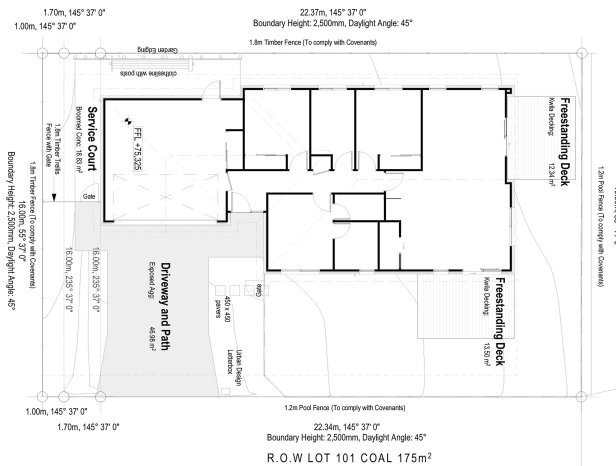 1.70m, 145° 37' 0"
1.00m, 145° 37' 0"
22.37m, 145° 37' 0"
Boundary Height: 2,500mm, Daylight Angle: 45°
1.8m Timber Fence (To comply with Covenants)
Garden Edging
clothesline with posts
Service Court
Broomed Conc: 18.63 m²
FFL +75.325
1.8m Timber Trellis
Fence with Gate
Gate
1.8m Timber Fence (To comply with Covenants)
16.00m, 55° 37' 0"
Boundary Height: 2,500mm, Daylight Angle: 45°
16.00m, 235° 37' 0"
16.00m, 235° 37' 0"
Driveway and Path
Exposed Agg: 46.98 m²
450 x 450
pavers
Gate
Urban Design
Letterbox
Freestanding Deck
Kwila Decking: 12.34 m²
Freestanding Deck
Kwila Decking: 13.50 m²
1.2m Pool Fence (To comply with Covenants)
1.2m Pool Fence (To comply with Covenants)
1.00m, 145° 37' 0"
1.70m, 145° 37' 0"
22.34m, 145° 37' 0"
Boundary Height: 2,500mm, Daylight Angle: 45°
R.O.W LOT 101 COAL 175m²